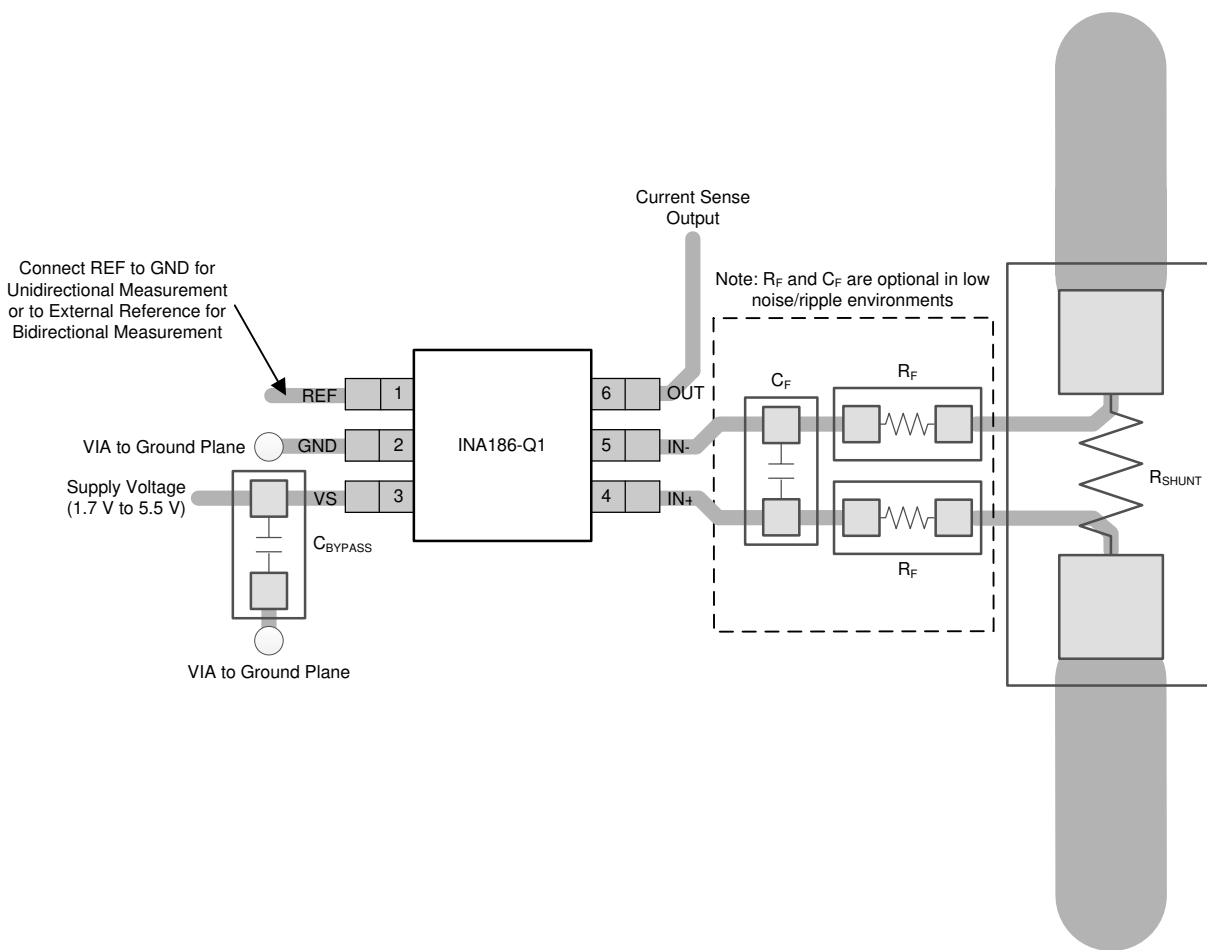 Current Sense
Output
Connect REF to GND for
Unidirectional Measurement
or to External Reference for
Bidirectional Measurement
Note: RF and CF are optional in low
noise/ripple environments
REF
1
6
OUT
CF
RF
VIA to Ground Plane
GND
2
INA186-Q1
5
IN-
RSHUNT
Supply Voltage
(1.7 V to 5.5 V)
VS
3
4
IN+
CBYPASS
RF
VIA to Ground Plane